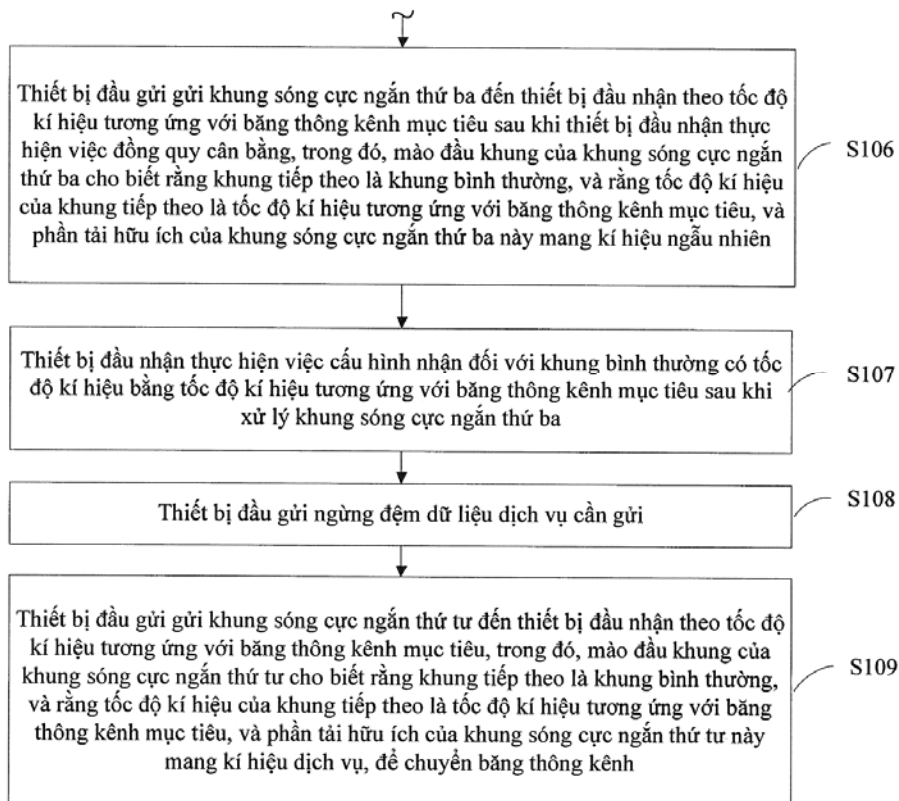 Thiết bị đầu gửi gửi khung sóng cực ngắn thứ ba đến thiết bị đầu nhận theo tốc độ
kí hiệu tương ứng với băng thông kênh mục tiêu sau khi thiết bị đầu nhận thực
hiện việc đồng quy cân bằng, trong đó, mào đầu khung của khung sóng cực ngắn
thứ ba cho biết rằng khung tiếp theo là khung bình thường, và rằng tốc độ kí hiệu
của khung tiếp theo là tốc độ kí hiệu tương ứng với băng thông kênh mục tiêu, và
phần tải hữu ích của khung sóng cực ngắn thứ ba này mang kí hiệu ngẫu nhiên
S106
Thiết bị đầu nhận thực hiện việc cấu hình nhận đối với khung bình thường có tốc
độ kí hiệu bằng tốc độ kí hiệu tương ứng với băng thông kênh mục tiêu sau khi
xử lý khung sóng cực ngắn thứ ba
S107
Thiết bị đầu gửi ngừng đệm dữ liệu dịch vụ cần gửi
S108
Thiết bị đầu gửi gửi khung sóng cực ngắn thứ tư đến thiết bị đầu nhận theo tốc độ
kí hiệu tương ứng với băng thông kênh mục tiêu, trong đó, mào đầu khung của
khung sóng cực ngắn thứ tư cho biết rằng khung tiếp theo là khung bình thường,
và rằng tốc độ kí hiệu của khung tiếp theo là tốc độ kí hiệu tương ứng với băng
thông kênh mục tiêu, và phần tải hữu ích của khung sóng cực ngắn thứ tư này
mang kí hiệu dịch vụ, để chuyển băng thông kênh
S109